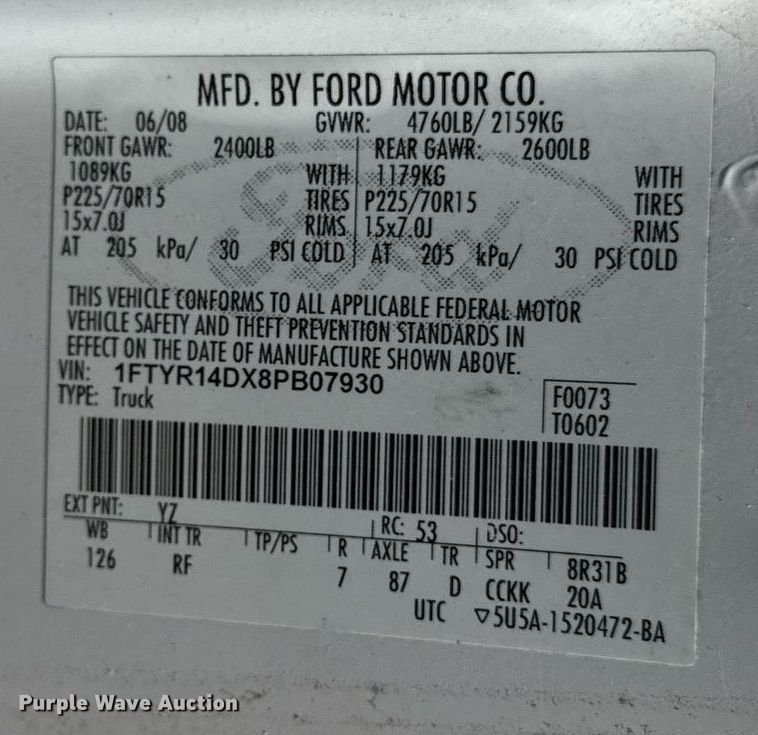 MFD. BY FORD MOTOR CO.
DATE: 06/08 GVWR: 4760LB/ 2159KG
FRONT GAWR: 2400LB REAR GAWR: 2600LB
1089KG WITH 1179KG WITH
P225/70R15 TIRES P225/70R15 TIRES
15x7.0J RIMS 15x7.0J RIMS
AT 205 kPa/ 30 PSI COLD AT 205 kPa/ 30 PSI COLD
Ford
THIS VEHICLE CONFORMS TO ALL APPLICABLE FEDERAL MOTOR
VEHICLE SAFETY AND THEFT PREVENTION STANDARDS IN
EFFECT ON THE DATE OF MANUFACTURE SHOWN ABOVE.
VIN: 1FTYR14DX8PB07930
TYPE: Truck
F0073
T0602
EXT PNT: YZ RC: 53 DSO:
WB INT TR TP/PS R AXLE TR SPR 8R31B
126 RF 7 87 D CCKK 20A
UTC ▽5U5A-1520472-BA
Purple Wave Auction